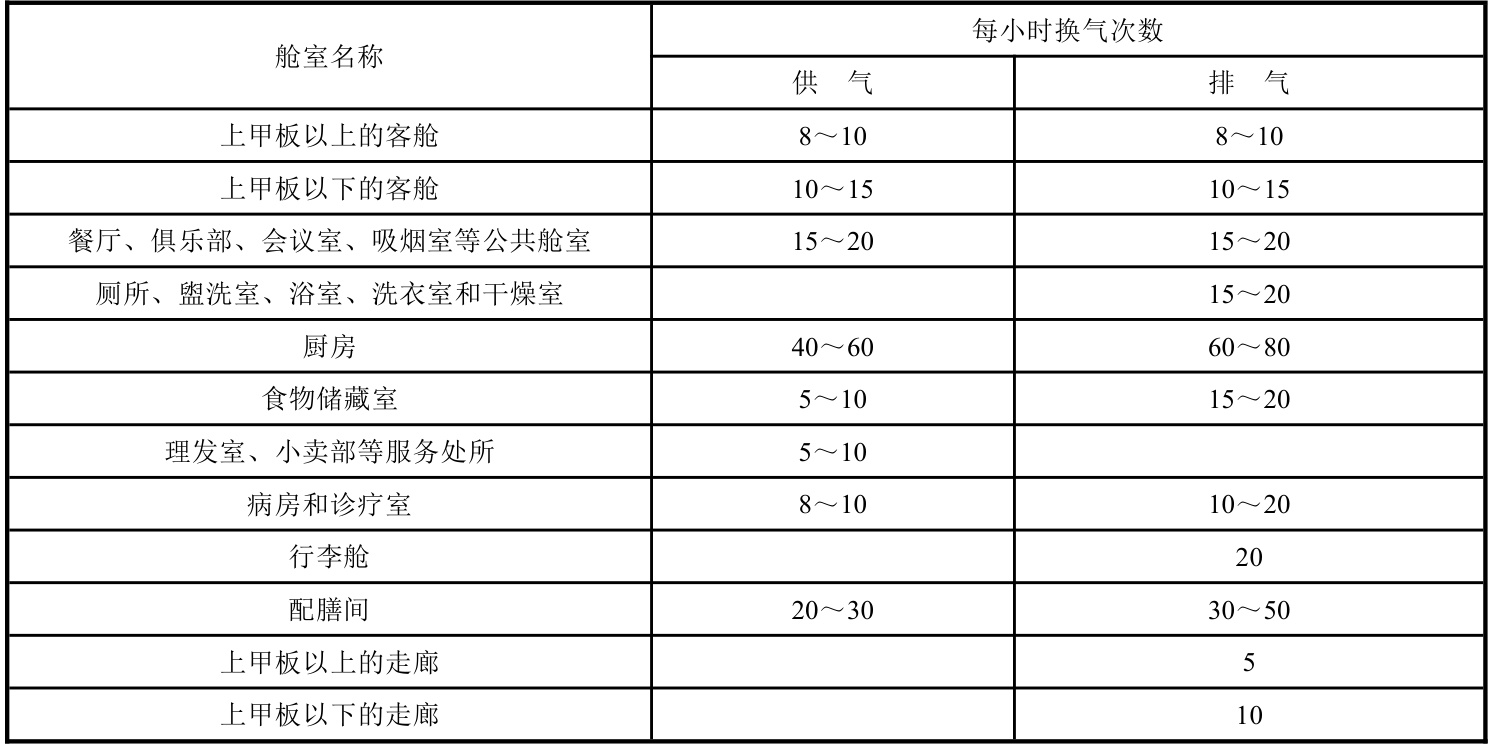 舱室名称 每小时换气次数
供 气 排 气
上甲板以上的客舱 8～10 8～10
上甲板以下的客舱 10～15 10～15
餐厅、俱乐部、会议室、吸烟室等公共舱室 15～20 15～20
厕所、盥洗室、浴室、洗衣室和干燥室 15～20
厨房 40～60 60～80
食物储藏室 5～10 15～20
理发室、小卖部等服务处所 5～10
病房和诊疗室 8～10 10～20
行李舱 20
配膳间 20～30 30～50
上甲板以上的走廊 5
上甲板以下的走廊 10